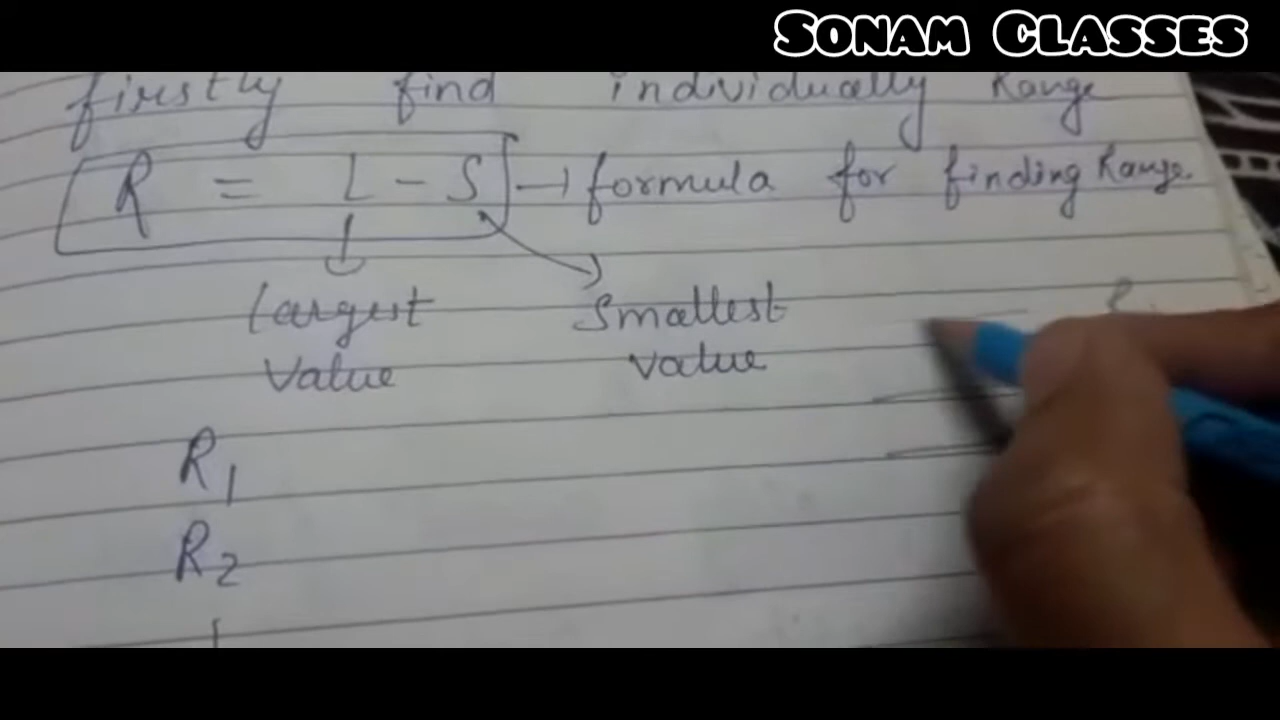 SONAM CLASSES
firstly find individually Range
R = L - S → formula for finding Range.
Largest Smallest
Value value
R1
R2